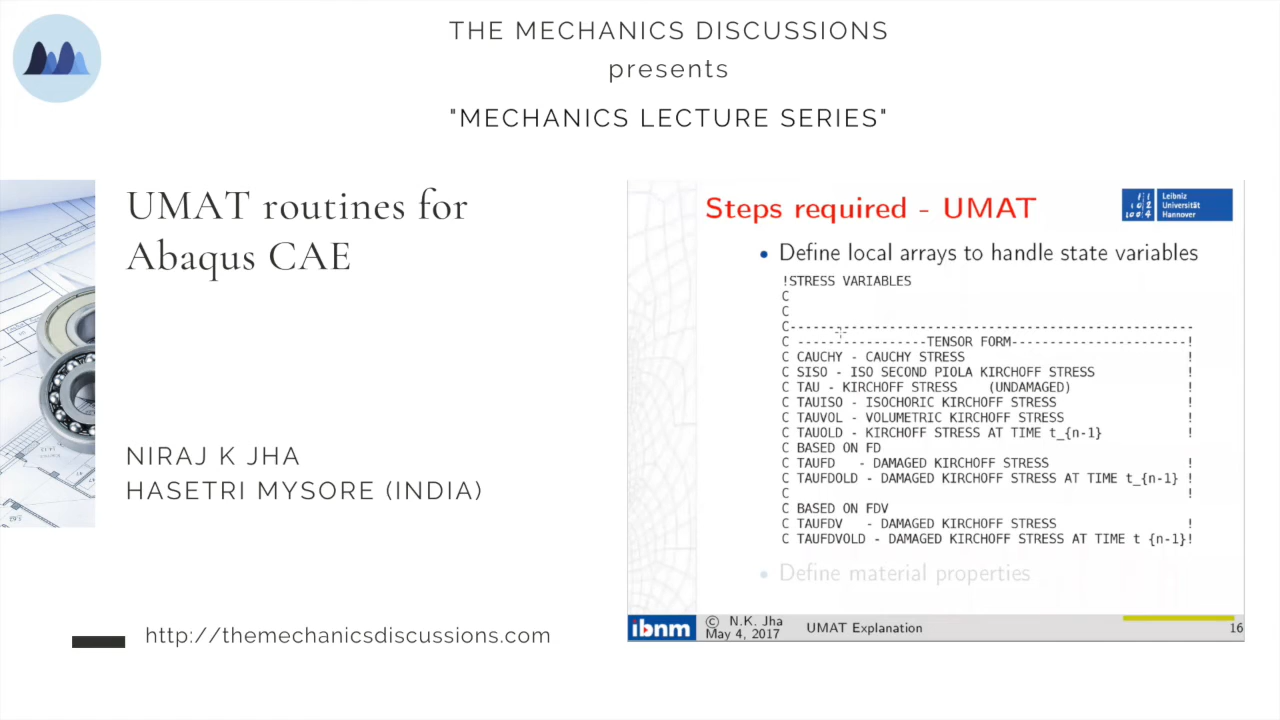 THE MECHANICS DISCUSSIONS
presents
"MECHANICS LECTURE SERIES"
UMAT routines for
Abaqus CAE
NIRAJ K JHA
HASETRI MYSORE (INDIA)
http://themechanicsdiscussions.com
Steps required - UMAT
Leibniz
Universität
Hannover
• Define local arrays to handle state variables
!STRESS VARIABLES
C
C
C-----------------------------------------------------
C -----------------TENSOR FORM-----------------------!
C CAUCHY - CAUCHY STRESS !
C SISO - ISO SECOND PIOLA KIRCHOFF STRESS !
C TAU - KIRCHOFF STRESS (UNDAMAGED) !
C TAUISO - ISOCHORIC KIRCHOFF STRESS !
C TAUVOL - VOLUMETRIC KIRCHOFF STRESS !
C TAUOLD - KIRCHOFF STRESS AT TIME t_{n-1} !
C BASED ON FD
C TAUFD - DAMAGED KIRCHOFF STRESS !
C TAUFDOLD - DAMAGED KIRCHOFF STRESS AT TIME t_{n-1} !
C !
C BASED ON FDV
C TAUFDV - DAMAGED KIRCHOFF STRESS !
C TAUFDVOLD - DAMAGED KIRCHOFF STRESS AT TIME t {n-1}!
• Define material properties
ibnm
© N.K. Jha
May 4, 2017
UMAT Explanation
16